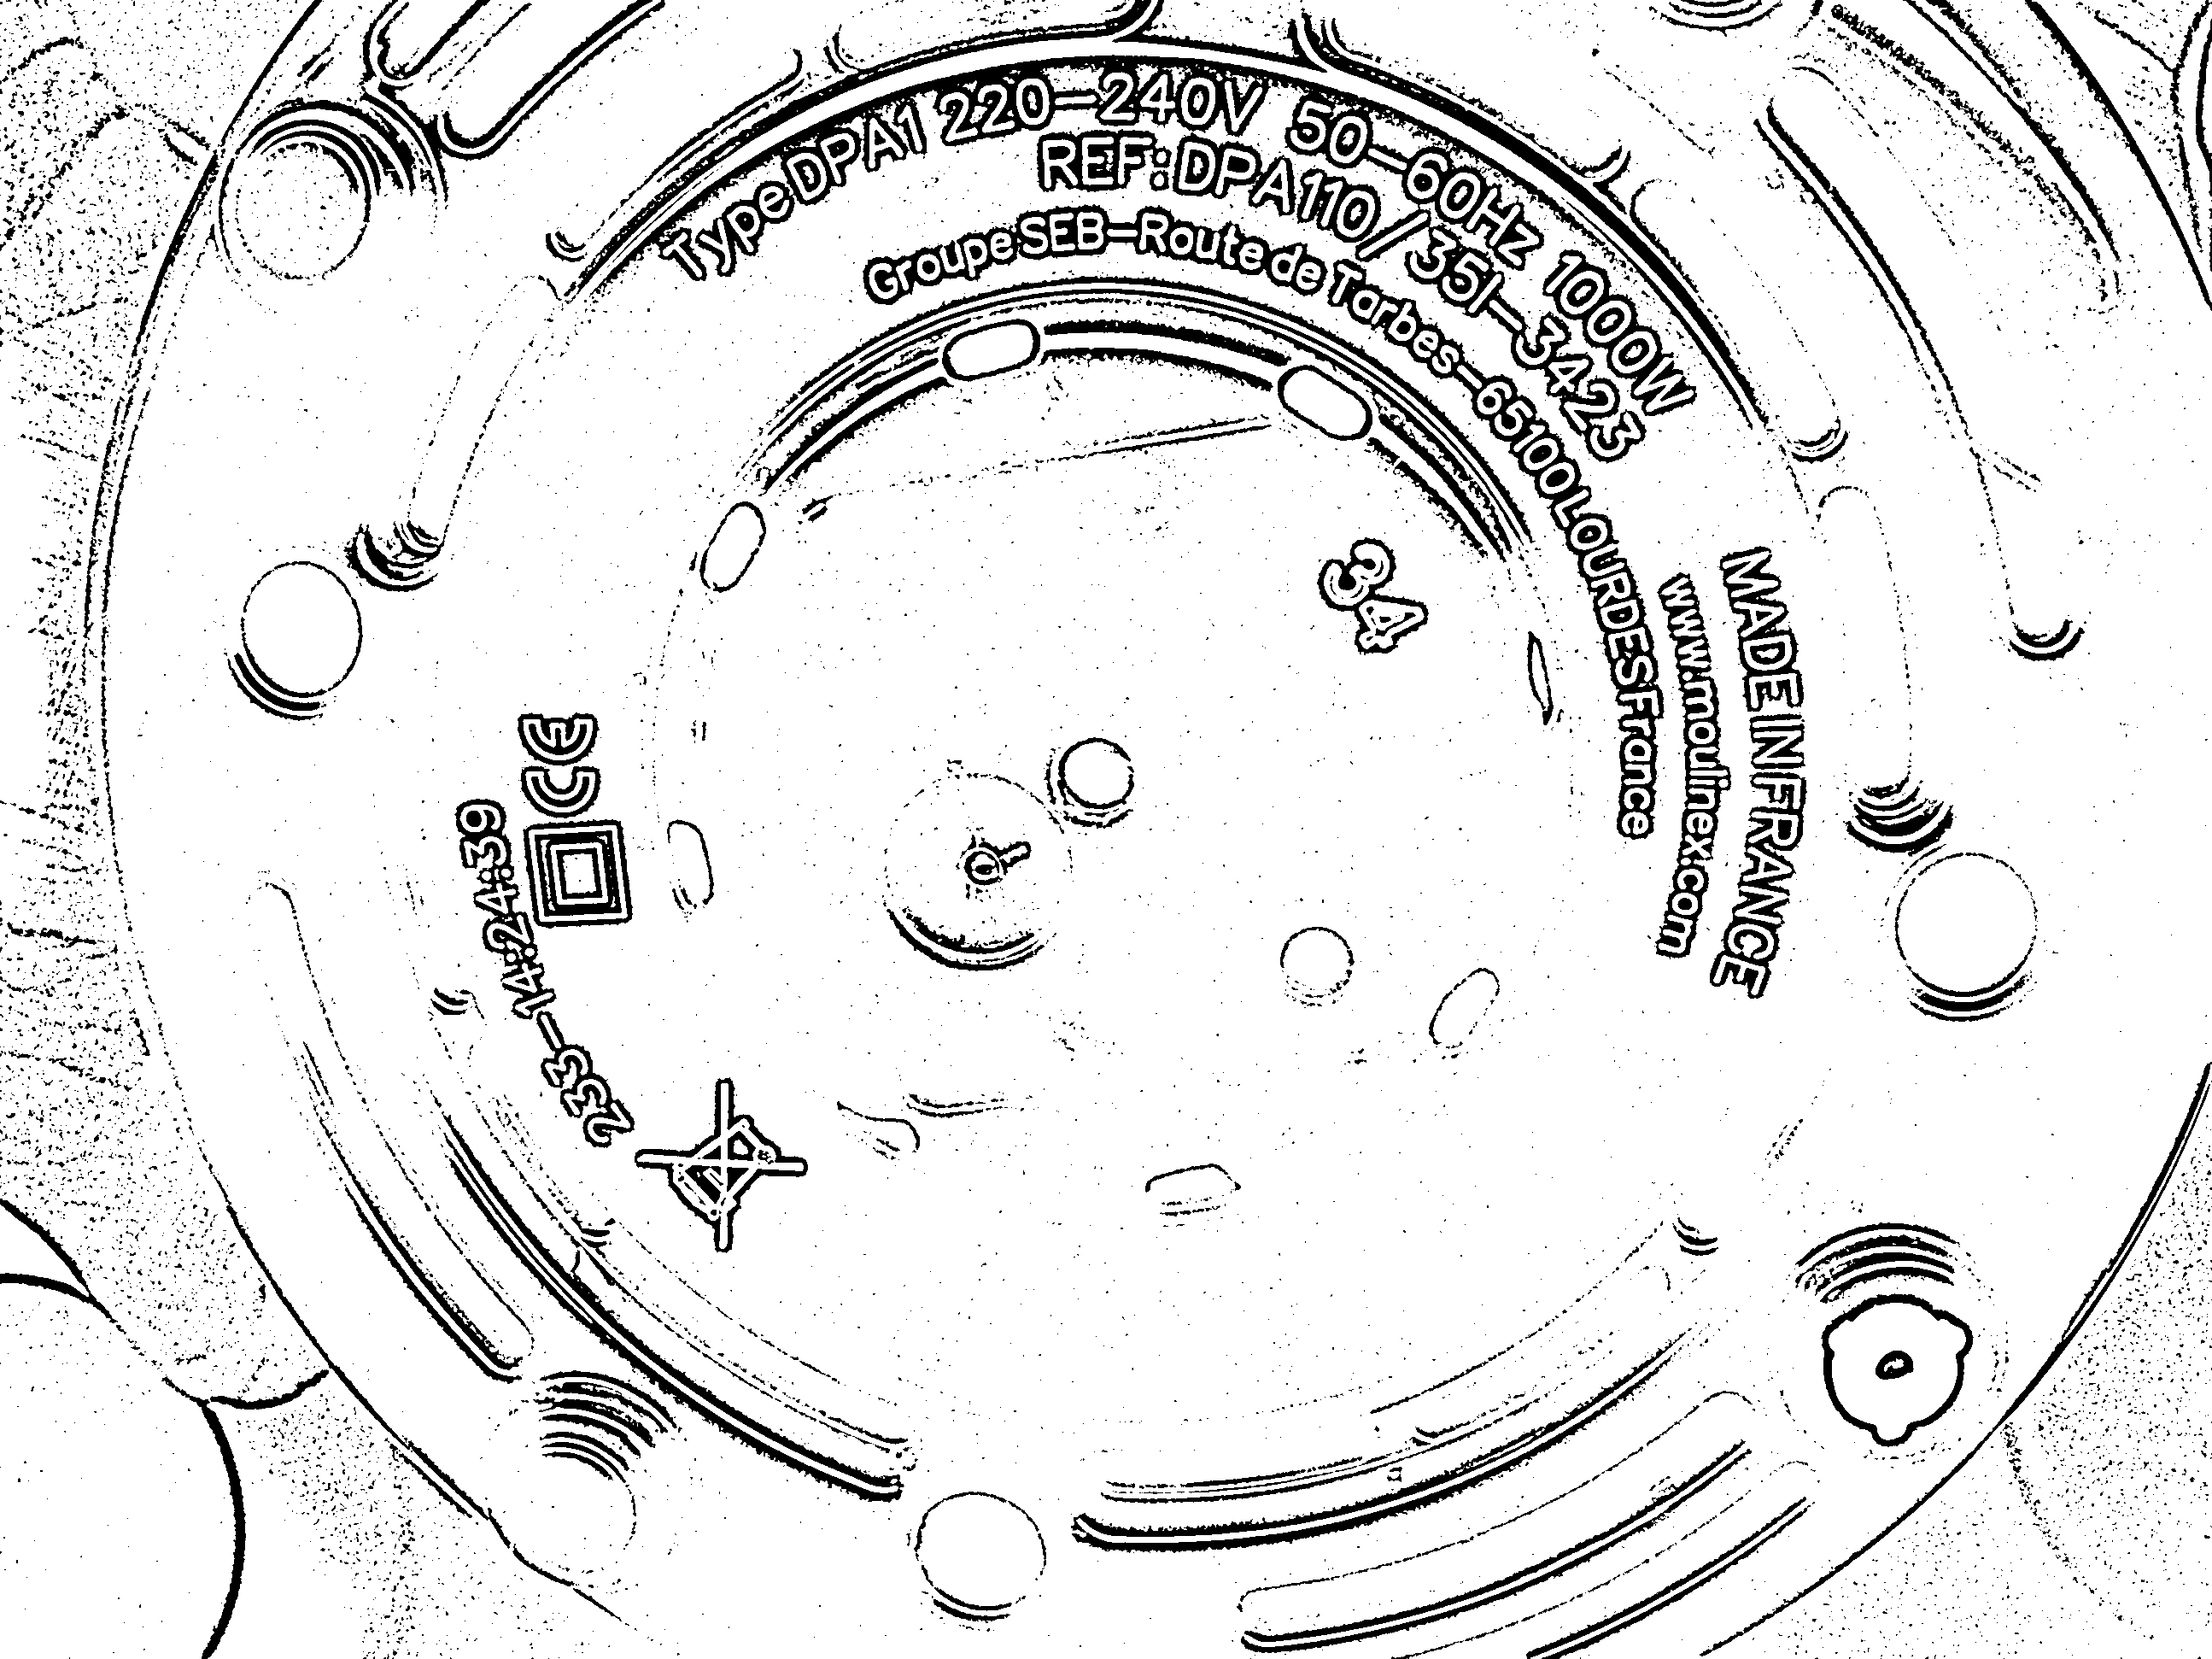 Type DPA1 220-240V 50-60Hz 1000W
REF:DPA110/35I-3423
Groupe SEB-Route de Tarbes-65100 LOURDES France
MADE IN FRANCE
www.moulinex.com
34
CE
233-14:24:39